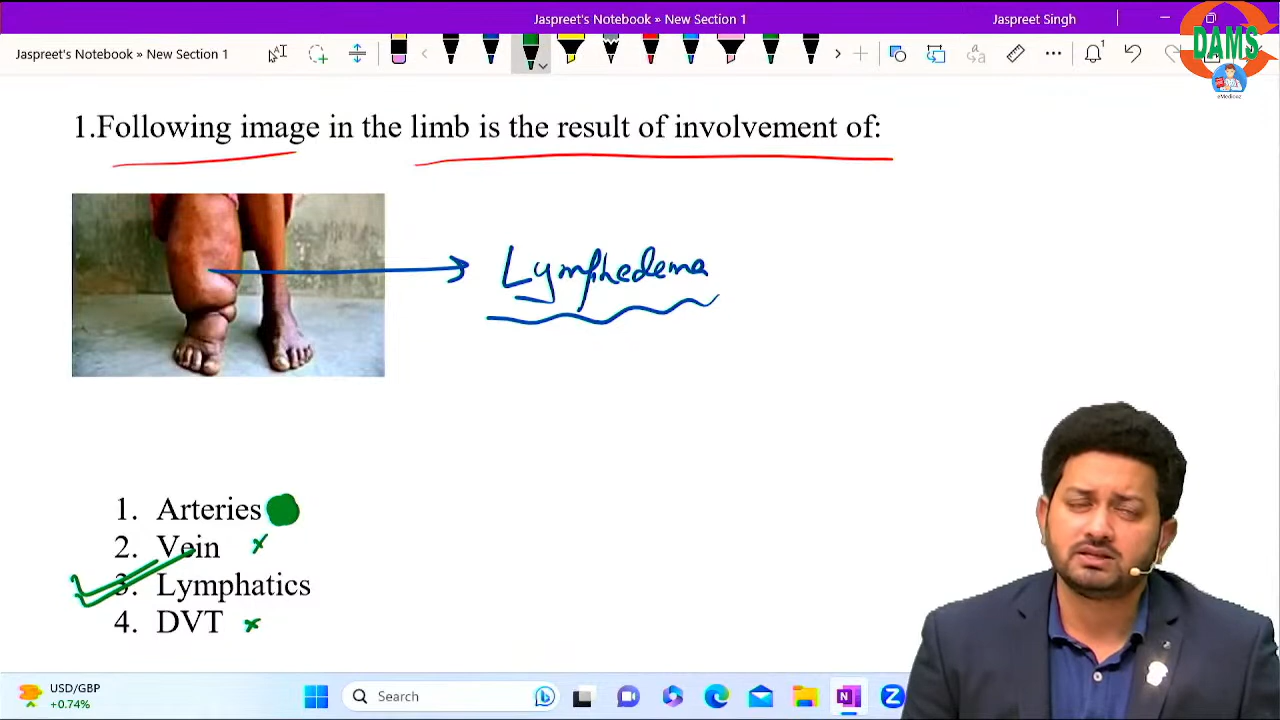 Jaspreet's Notebook » New Section 1
Jaspreet Singh
Jaspreet's Notebook » New Section 1
DAMS
eMedicoz
1.Following image in the limb is the result of involvement of:
Lymphedema
1. Arteries
2. Vein
3. Lymphatics
4. DVT
USD/GBP
+0.74%
Search